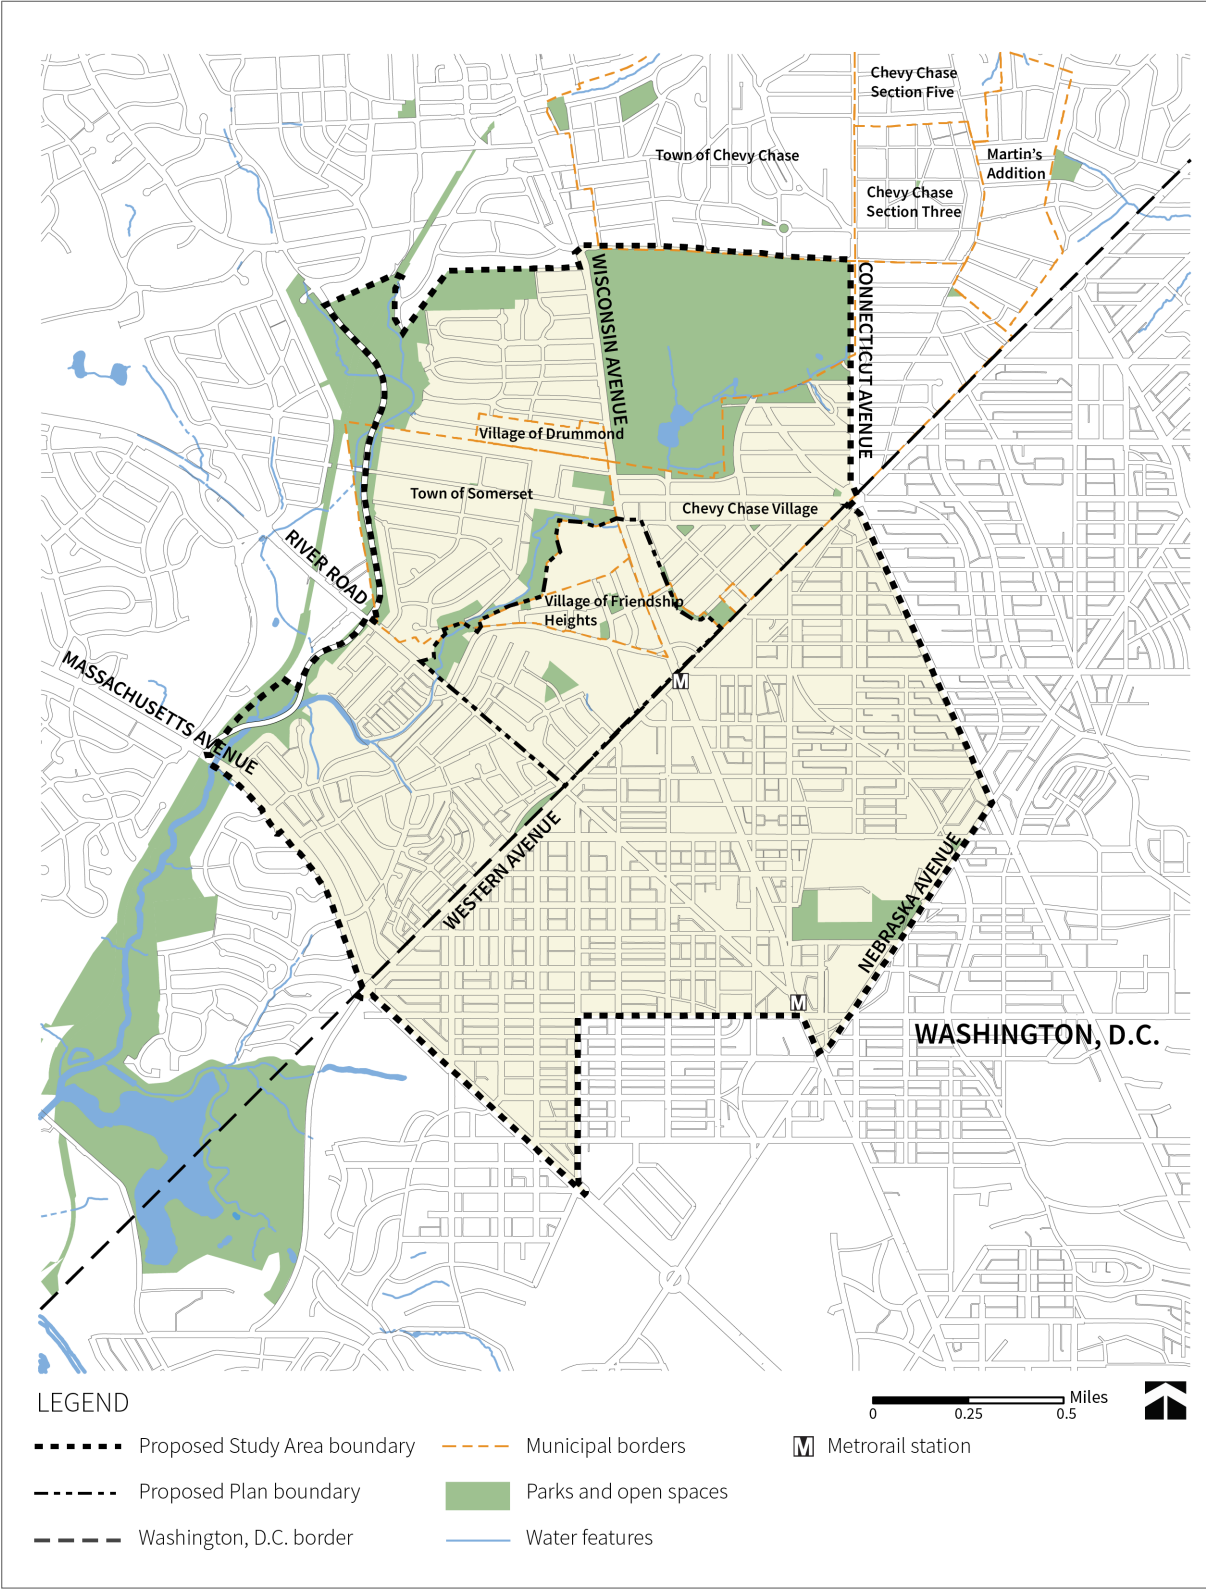 Chevy Chase
Section Five
Town of Chevy Chase
Martin's
Addition
Chevy Chase
Section Three
WISCONSIN AVENUE
CONNECTICUT AVENUE
Village of Drummond
Town of Somerset
Chevy Chase Village
RIVER ROAD
Village of Friendship
Heights
MASSACHUSETTS AVENUE
M
WESTERN AVENUE
NEBRASKA AVENUE
M
WASHINGTON, D.C.
LEGEND
Miles
0 0.25 0.5
Proposed Study Area boundary
Municipal borders
M Metrorail station
Proposed Plan boundary
Parks and open spaces
Washington, D.C. border
Water features